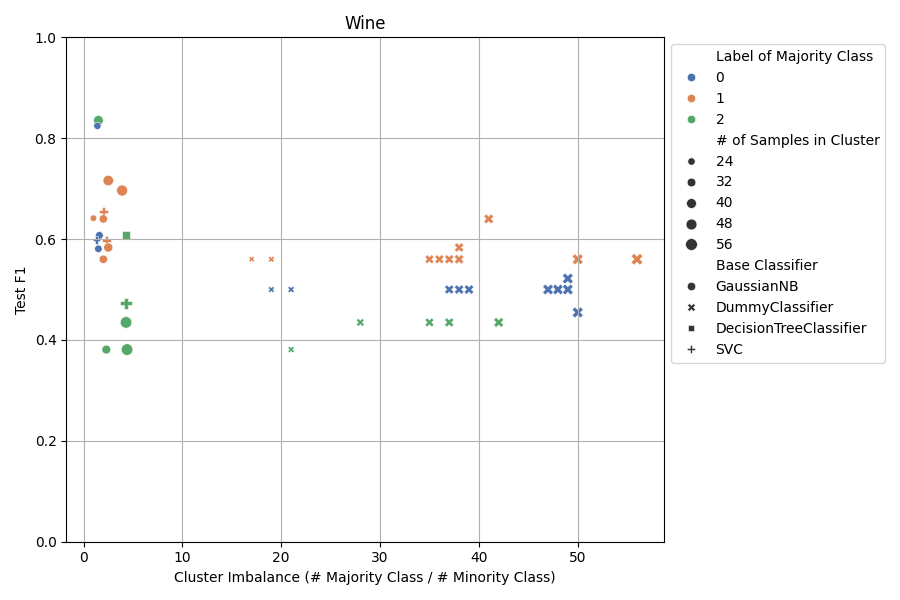 Wine
1.0
0.8
0.6
0.4
0.2
0.0
Test F1
0 10 20 30 40 50
Cluster Imbalance (# Majority Class / # Minority Class)
Label of Majority Class
0
1
2
# of Samples in Cluster
24
32
40
48
56
Base Classifier
GaussianNB
DummyClassifier
DecisionTreeClassifier
SVC